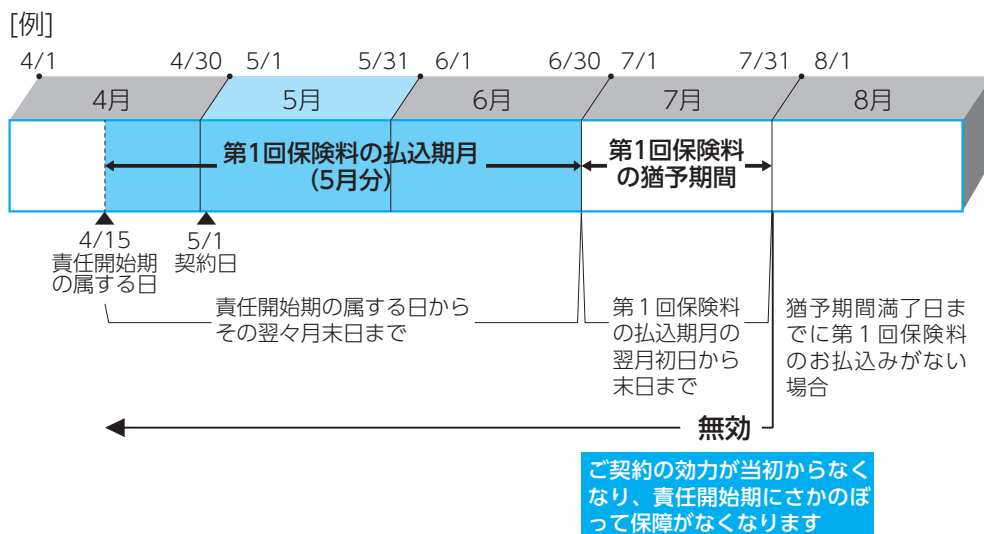 [例]
4/1 4/30 5/1 5/31 6/1 6/30 7/1 7/31 8/1
4月 5月 6月 7月 8月
第1回保険料の払込期月
(5月分)
第1回保険料
の猶予期間
4/15
責任開始期
の属する日
5/1
契約日
責任開始期の属する日から
その翌々月末日まで
第1回保険料
の払込期月の
翌月初日から
末日まで
猶予期間満了日ま
でに第1回保険料
のお払込みがない
場合
無効
ご契約の効力が当初からなく
なり、責任開始期にさかのぼ
って保障がなくなります